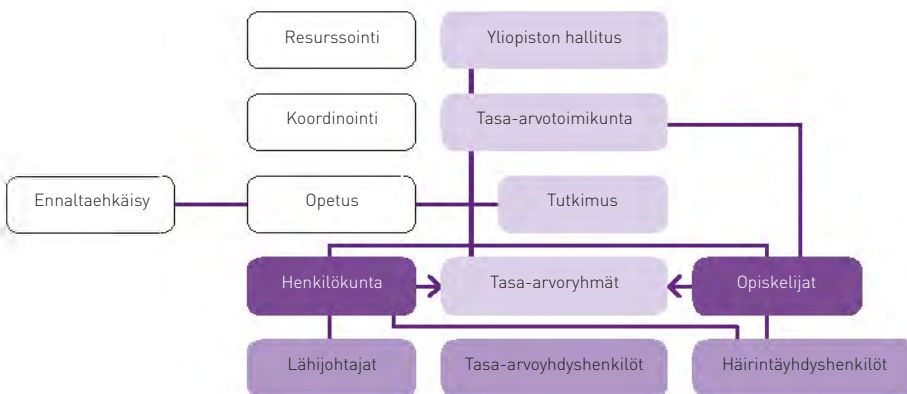 Resurssointi
Yliopiston hallitus
Koordinointi
Tasa-arvotoimikunta
Ennaltaehkäisy
Opetus
Tutkimus
Henkilökunta
Tasa-arvoryhmät
Opiskelijat
Lähijohtajat
Tasa-arvoyhdyshenkilöt
Häirintäyhdyshenkilöt